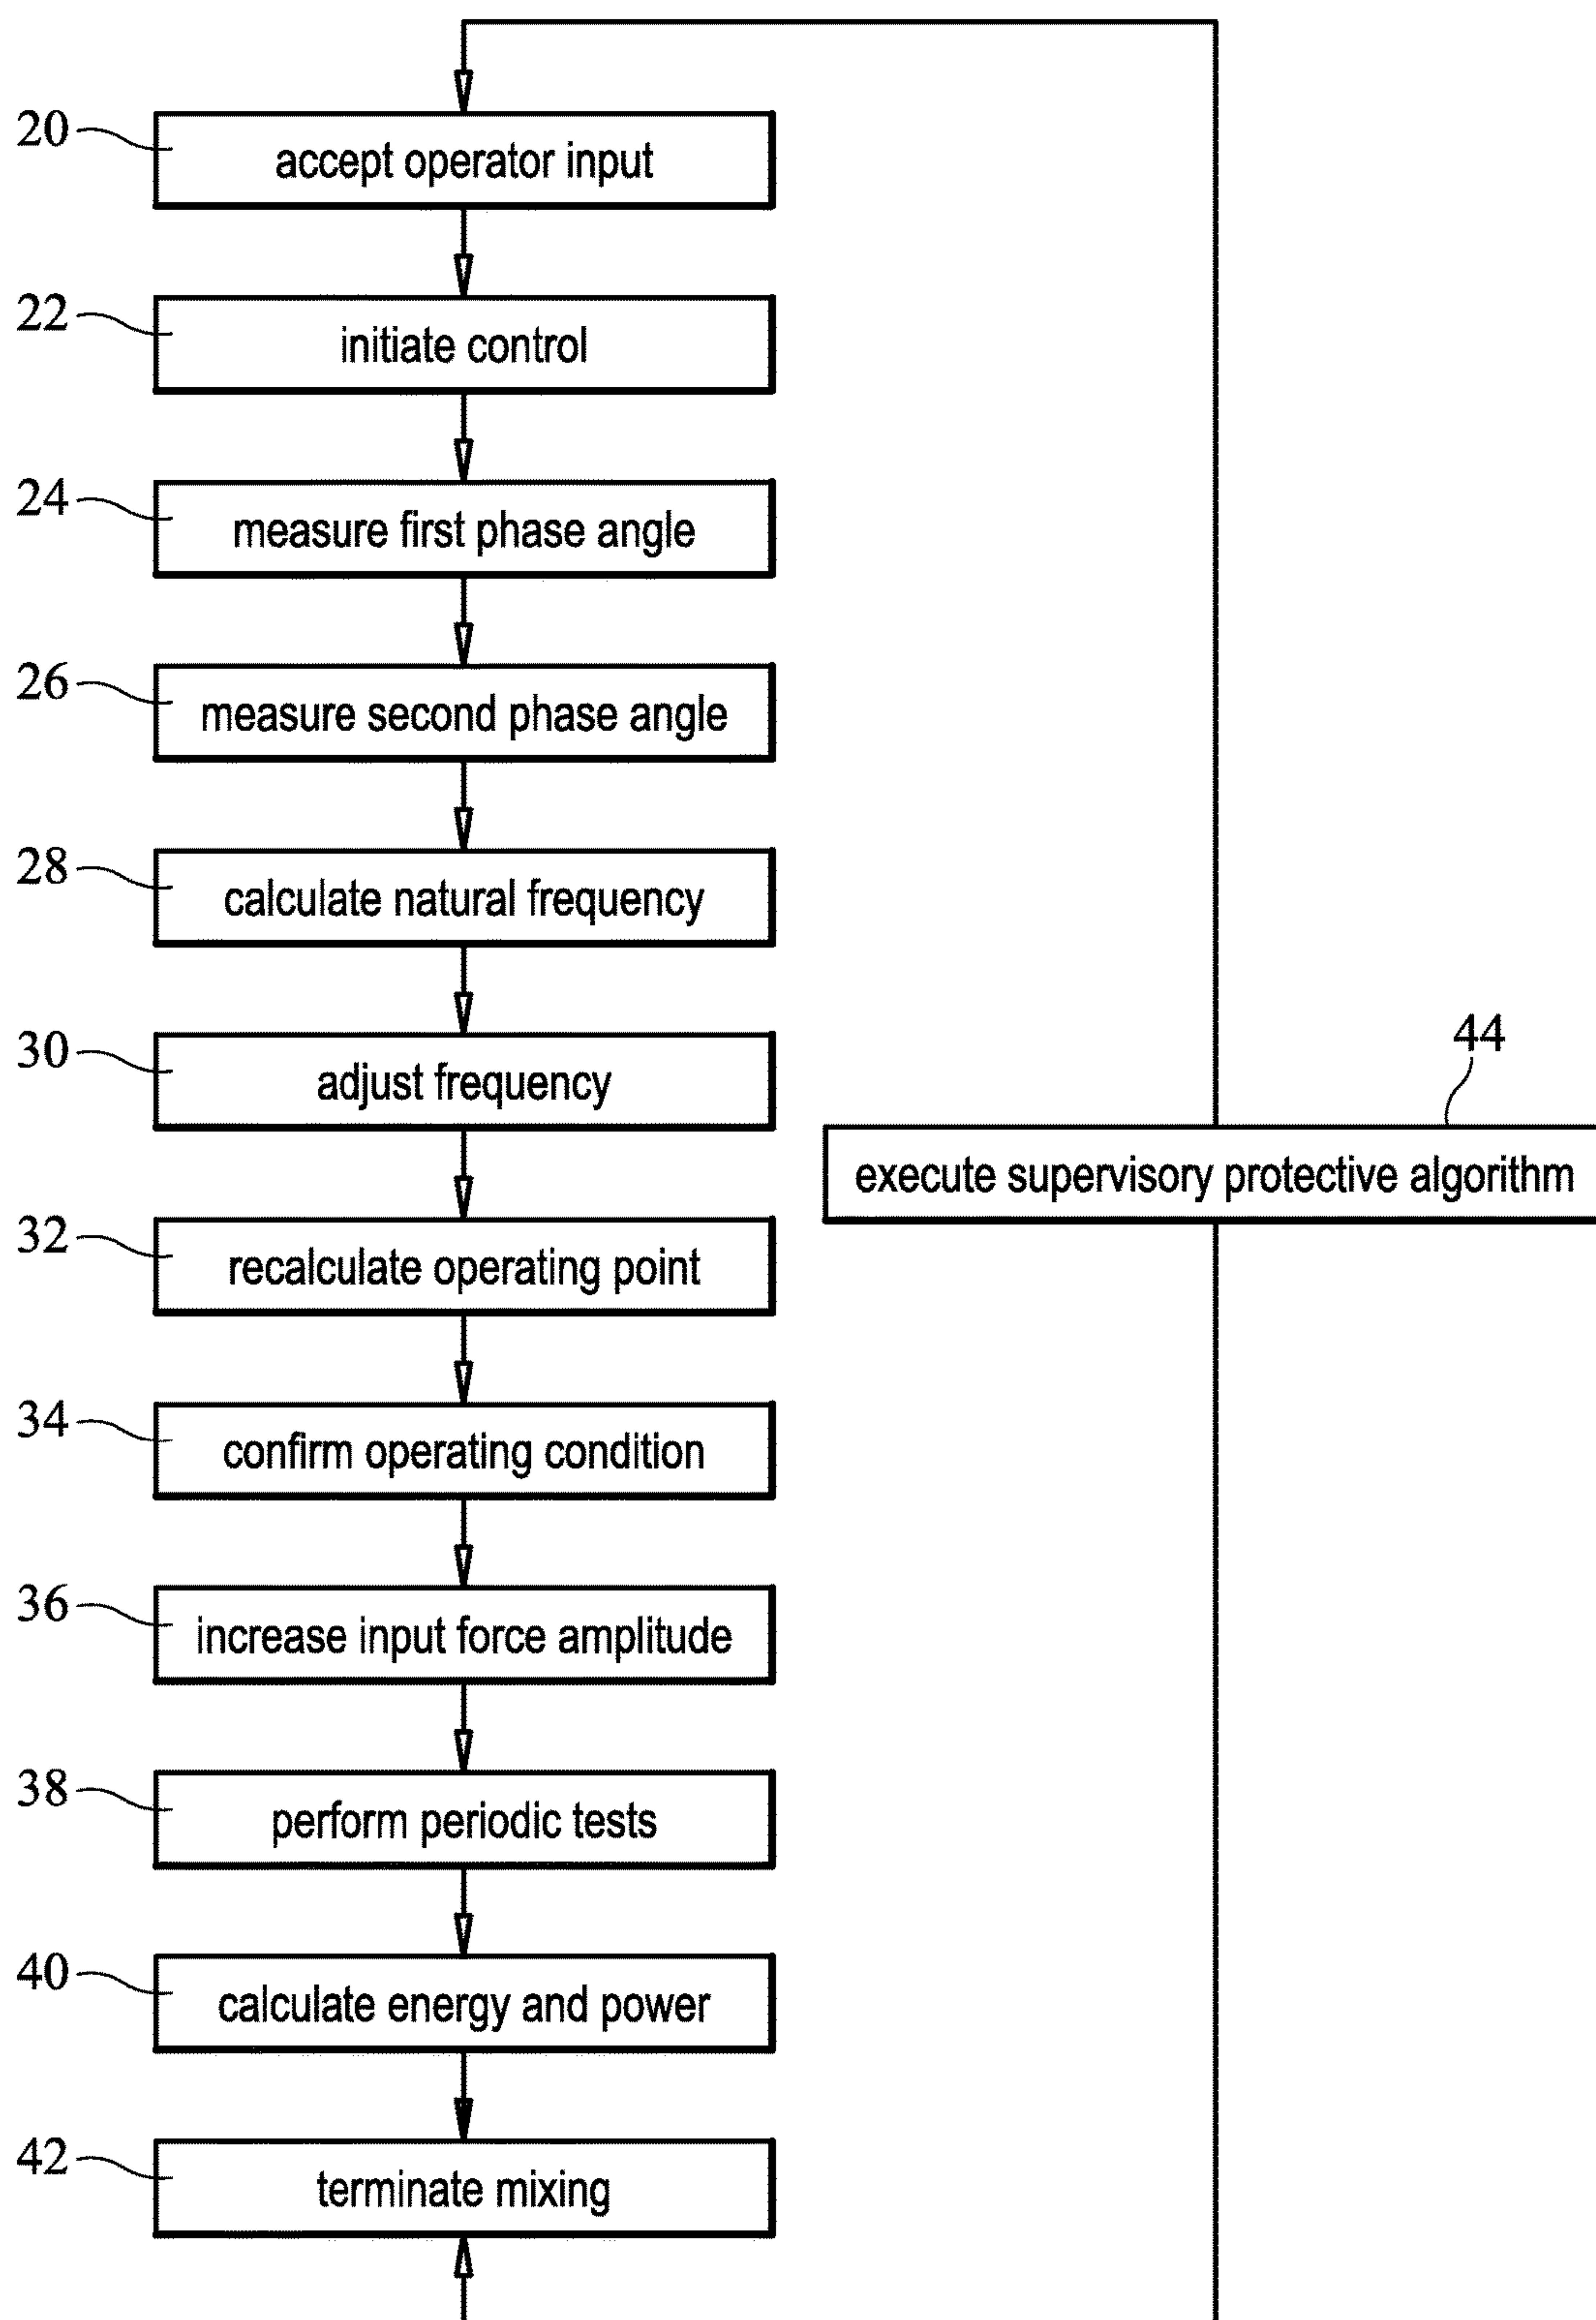 20
accept operator input
22
initiate control
24
measure first phase angle
26
measure second phase angle
28
calculate natural frequency
30
adjust frequency
44
execute supervisory protective algorithm
32
recalculate operating point
34
confirm operating condition
36
increase input force amplitude
38
perform periodic tests
40
calculate energy and power
42
terminate mixing